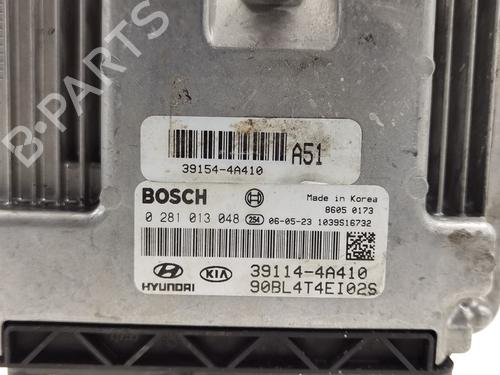 39154-4A410
A51
BOSCH
Made in Korea
8605 0173
0 281 013 048 254 06-05-23 1039S16732
HYUNDAI
KIA
39114-4A410
90BL4T4EI02S
B-PARTS